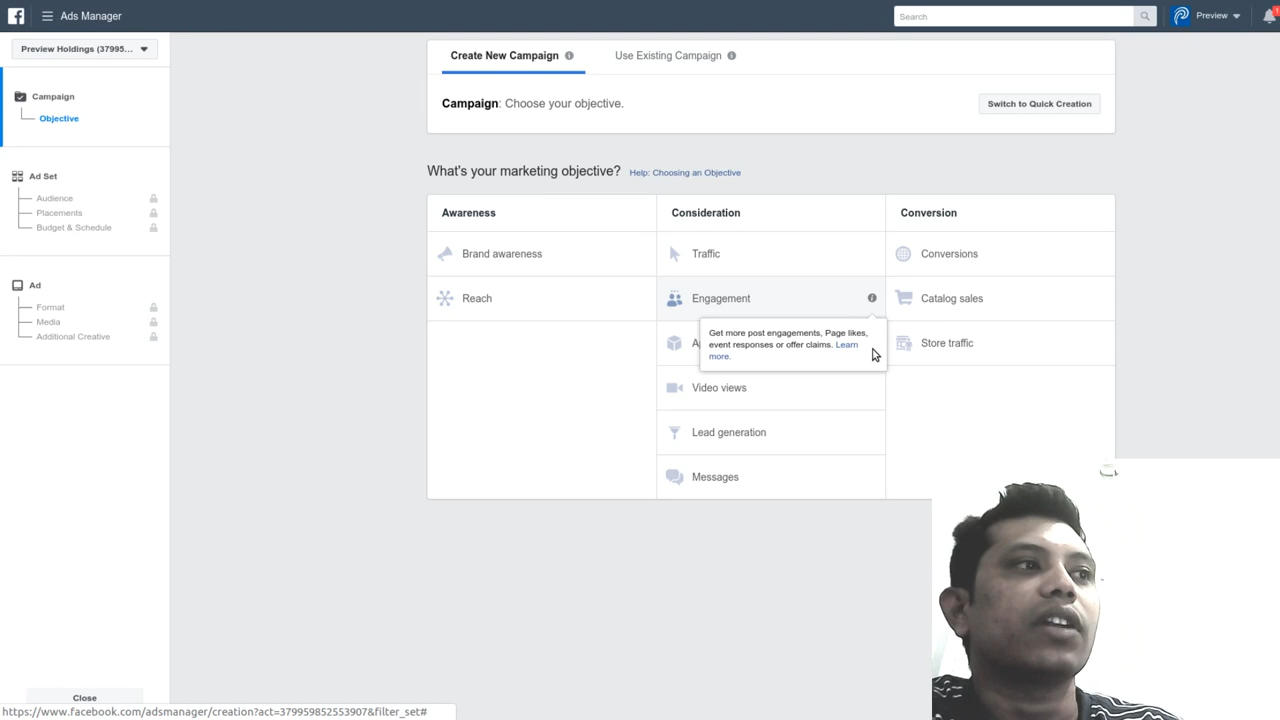 Ads Manager
Search
Preview
1
Preview Holdings (37995...
Campaign
Objective
Ad Set
Audience
Placements
Budget & Schedule
Ad
Format
Media
Additional Creative
Close
Create New Campaign
Use Existing Campaign
Campaign: Choose your objective.
Switch to Quick Creation
What's your marketing objective? Help: Choosing an Objective
Awareness
Consideration
Conversion
Brand awareness
Traffic
Conversions
Reach
Engagement
Catalog sales
Get more post engagements, Page likes,
event responses or offer claims. Learn
more.
Store traffic
Video views
Lead generation
Messages
https://www.facebook.com/adsmanager/creation?act=379959852553907&filter_set#